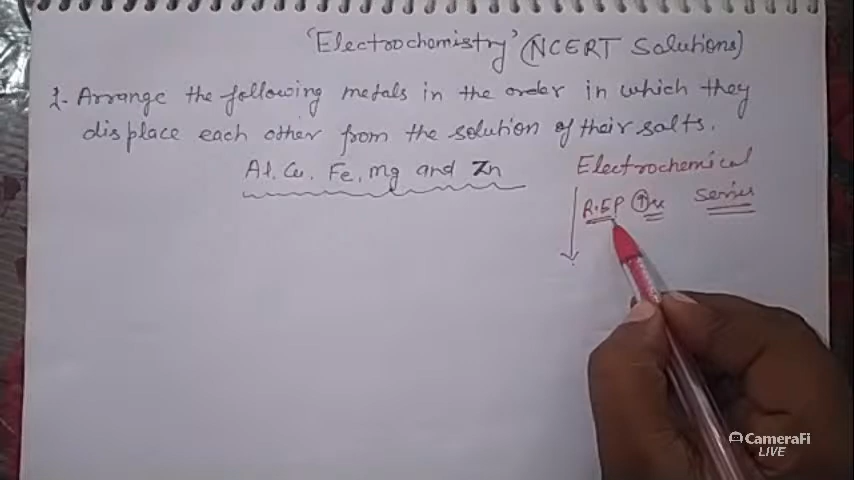 'Electrochemistry' (NCERT Solutions)
1. Arrange the following metals in the order in which they
displace each other from the solution of their salts.
Al, Cu, Fe, Mg and Zn
Electrochemical
Series
R.EP
CameraFi
LIVE